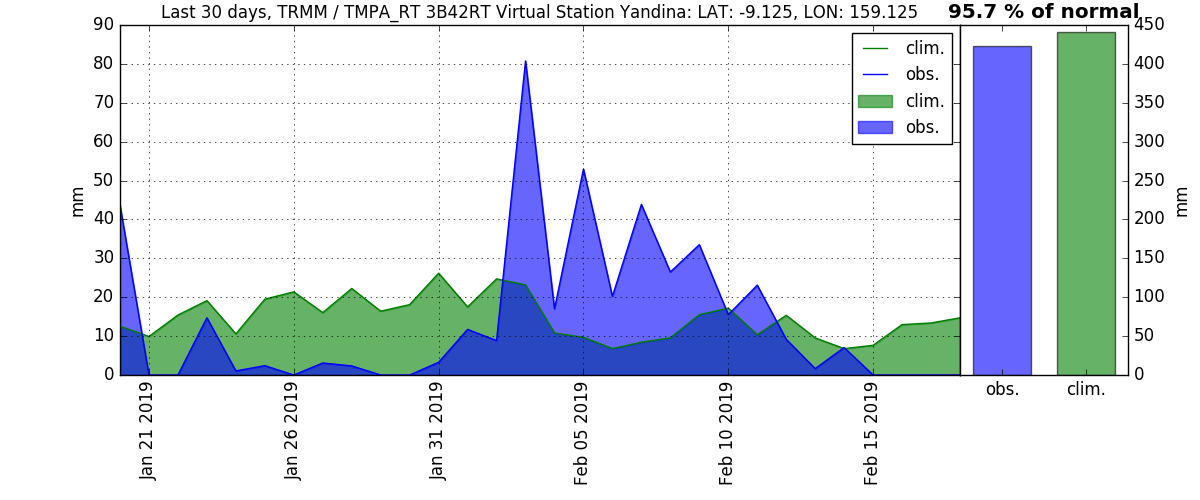 Last 30 days, TRMM / TMPA_RT 3B42RT Virtual Station Yandina: LAT: -9.125, LON: 159.125
95.7 % of normal
90
80
70
60
50
40
30
20
10
0
mm
clim.
obs.
clim.
obs.
Jan 21 2019
Jan 26 2019
Jan 31 2019
Feb 05 2019
Feb 10 2019
Feb 15 2019
450
400
350
300
250
200
150
100
50
0
mm
obs.
clim.